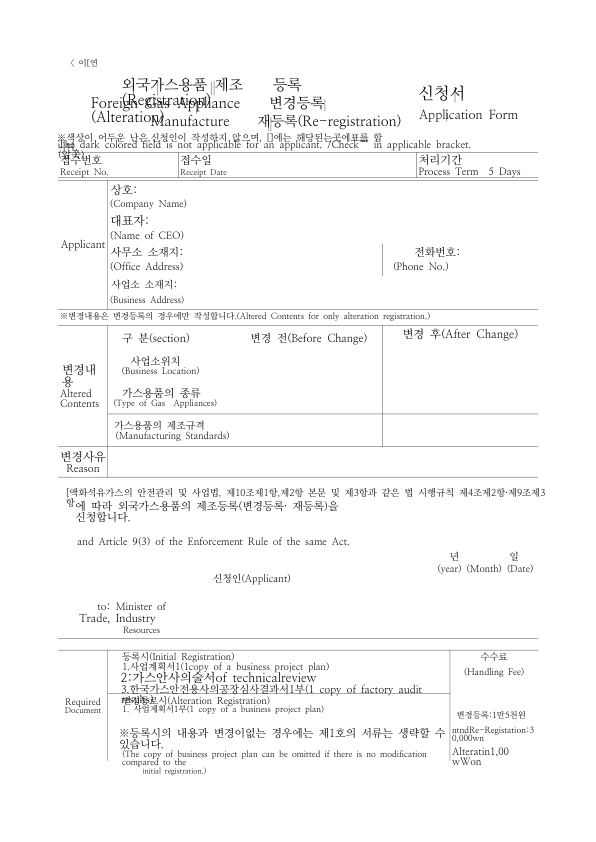 〈 이[연
외국가스용품 제조 등록
(Registration)
Foreign Gas Appliance 변경등록
(Alteration)
Manufacture 재등록(Re-registration)
신청서
Application Form
※색상이 어두운 난은 신청인이 작성하지 않으며, []에는 해당되는곳에표를 합
dark colored field is not applicable for an applicant. /Check in applicable bracket.
접수번호 접수일 처리기간
Receipt No. Receipt Date Process Term 5 Days
Applicant
상호:
(Company Name)
대표자:
(Name of CEO)
사무소 소재지: 전화번호:
(Office Address) (Phone No.)
사업소 소재지:
(Business Address)
※변경내용은 변경등록의 경우에만 작성합니다.(Altered Contents for only alteration registration.)
구 분(section) 변경 전(Before Change) 변경 후(After Change)
변경내
용
Altered
Contents
사업소위치
(Business Location)
가스용품의 종류
(Type of Gas Appliances)
가스용품의 제조규격
(Manufacturing Standards)
변경사유
Reason
[액화석유가스의 안전관리 및 사업법, 제10조제1항,제2항 본문 및 제3항과 같은 법 시행규칙 제4조제2항·제9조제3
항에 따라 외국가스용품의 제조등록(변경등록· 재등록)을
신청합니다.
and Article 9(3) of the Enforcement Rule of the same Act.
년 일
(year) (Month) (Date)
신청인(Applicant)
to: Minister of
Trade, Industry
Resources
Required
Document
등록시(Initial Registration)
1.사업계획서1(1copy of a business project plan)
2:가스안사의술서of technicalreview
3.한국가스안전용사의공장심사결과서1부(1 copy of factory audit
변경등록시(Alteration Registration)
1. 사업계획서1부(1 copy of a business project plan)
※등록시의 내용과 변경이없는 경우에는 제1호의 서류는 생략할 수
있습니다.
(The copy of business project plan can be omitted if there is no modification
compared to the
initial registration.)
수수료
(Handling Fee)
변경등록:1만5천원
ntndRe-Registation:3
0,000wn
Alteratin1,00
wWon